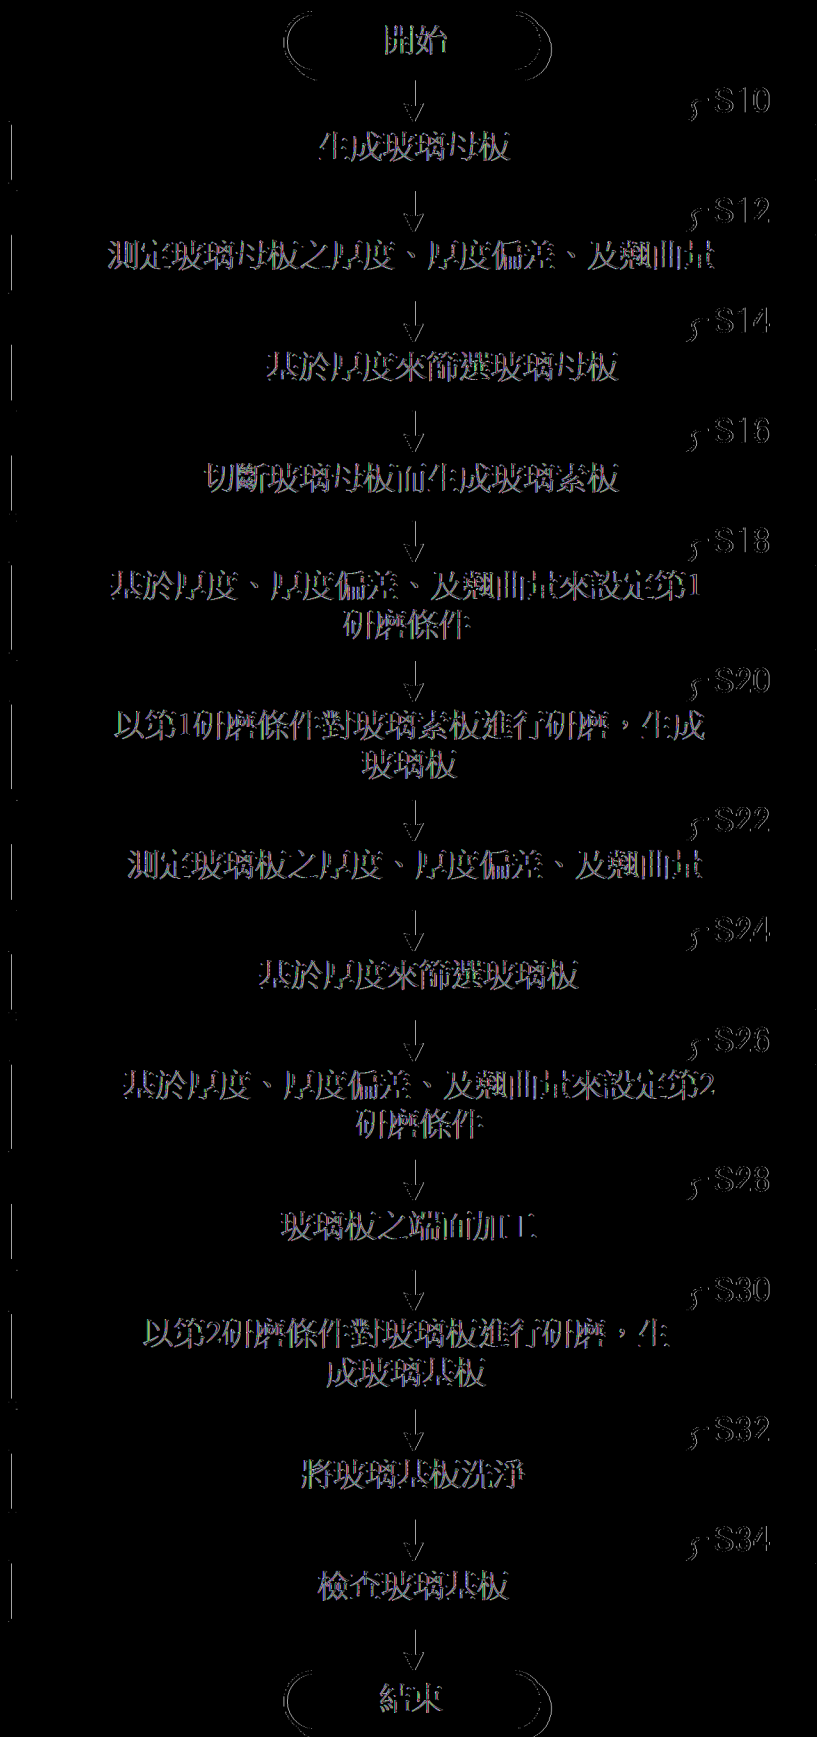 開始
S10
生成玻璃母板
S12
測定玻璃母板之厚度、厚度偏差、及翹曲量
S14
基於厚度來篩選玻璃母板
S16
切斷玻璃母板而生成玻璃素板
S18
基於厚度、厚度偏差、及翹曲量來設定第1
研磨條件
S20
以第1研磨條件對玻璃素板進行研磨，生成
玻璃板
S22
測定玻璃板之厚度、厚度偏差、及翹曲量
S24
基於厚度來篩選玻璃板
S26
基於厚度、厚度偏差、及翹曲量來設定第2
研磨條件
S28
玻璃板之端面加工
S30
以第2研磨條件對玻璃板進行研磨，生
成玻璃基板
S32
將玻璃基板洗淨
S34
檢查玻璃基板
結束